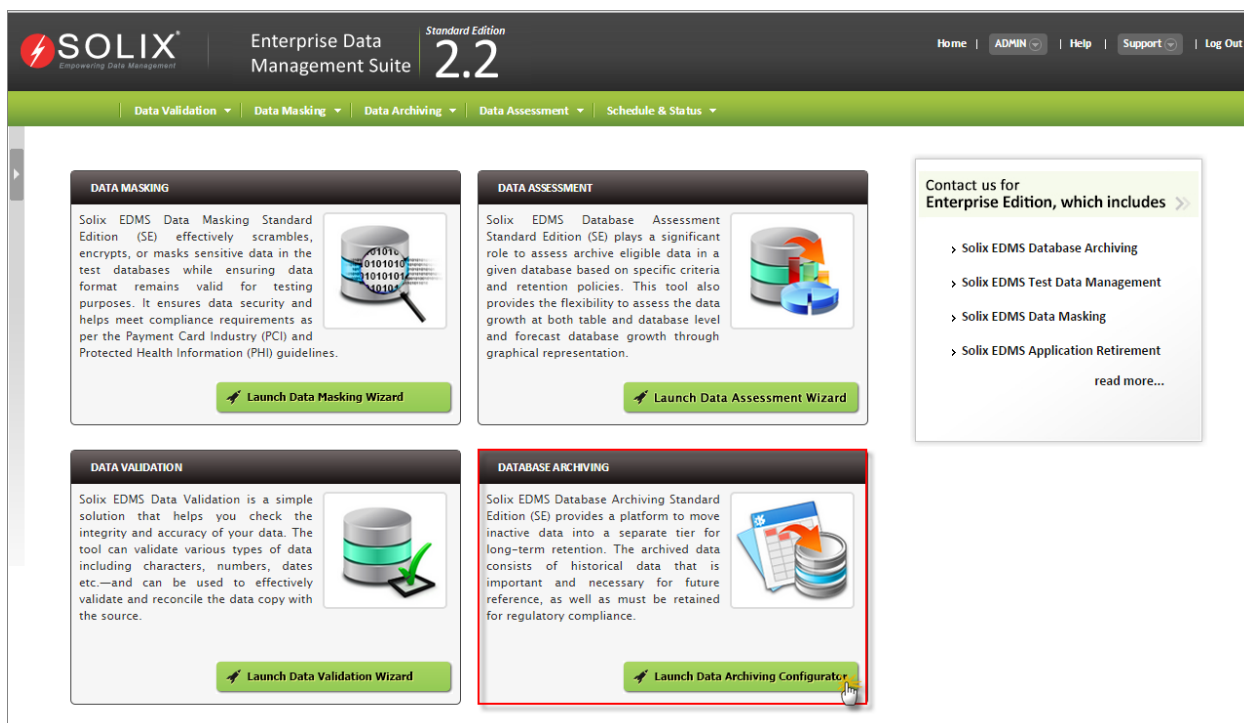 SOLIX
Empowering Data Management
Enterprise Data
Management Suite
Standard Edition
2.2
Home | ADMIN | Help | Support | Log Out
Data Validation | Data Masking | Data Archiving | Data Assessment | Schedule & Status
DATA MASKING
Solix EDMS Data Masking Standard
Edition (SE) effectively scrambles,
encrypts, or masks sensitive data in the
test databases while ensuring data
format remains valid for testing
purposes. It ensures data security and
helps meet compliance requirements as
per the Payment Card Industry (PCI) and
Protected Health Information (PHI) guidelines.
Launch Data Masking Wizard
DATA ASSESSMENT
Solix EDMS Database Assessment
Standard Edition (SE) plays a significant
role to assess archive eligible data in a
given database based on specific criteria
and retention policies. This tool also
provides the flexibility to assess the data
growth at both table and database level
and forecast database growth through
graphical representation.
Launch Data Assessment Wizard
Contact us for
Enterprise Edition, which includes
Solix EDMS Database Archiving
Solix EDMS Test Data Management
Solix EDMS Data Masking
Solix EDMS Application Retirement
read more...
DATA VALIDATION
Solix EDMS Data Validation is a simple
solution that helps you check the
integrity and accuracy of your data. The
tool can validate various types of data
including characters, numbers, dates
etc.—and can be used to effectively
validate and reconcile the data copy with
the source.
Launch Data Validation Wizard
DATABASE ARCHIVING
Solix EDMS Database Archiving Standard
Edition (SE) provides a platform to move
inactive data into a separate tier for
long-term retention. The archived data
consists of historical data that is
important and necessary for future
reference, as well as must be retained
for regulatory compliance.
Launch Data Archiving Configurator